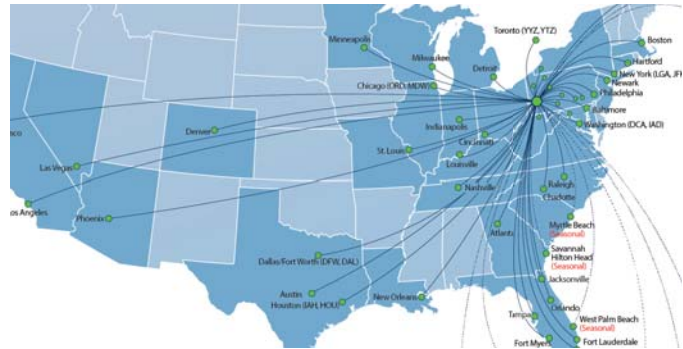 Toronto (YYZ, YTZ)
Boston
Minneapolis
Milwaukee
Hartford
Detroit
New York (LGA, JFK
Newark
Chicago (ORD, MDW)
Philadelphia
Baltimore
Washington (DCA, IAD)
Denver
Indianapolis
Cincinnati
nco
St. Louis
Louisville
Las Vegas
Nashville
Raleigh
Charlotte
os Angeles
Phoenix
Atlanta
Myrtle Beach
(Seasonal)
Savannah
Hilton Head
(Seasonal)
Dallas/Fort Worth (DFW, DAL)
Jacksonville
Austin
Houston (IAH, HOU)
New Orleans
Orlando
Tampa
West Palm Beach
(Seasonal)
Fort Myers
Fort Lauderdale